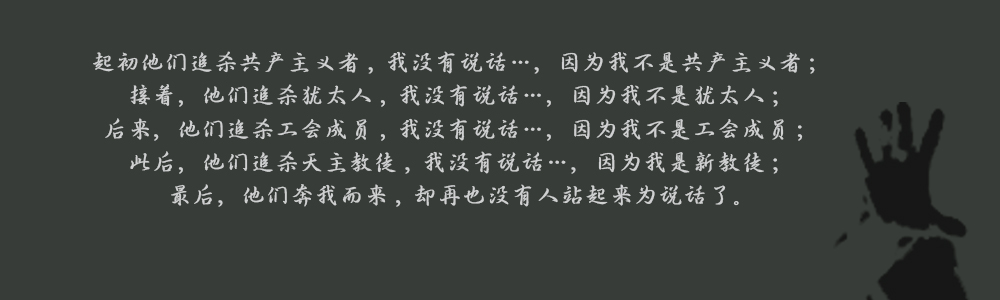 起初他们追杀共产主义者，我没有说话…，因为我不是共产主义者；
接着，他们追杀犹太人，我没有说话…，因为我不是犹太人；
后来，他们追杀工会成员，我没有说话…，因为我不是工会成员；
此后，他们追杀天主教徒，我没有说话…，因为我是新教徒；
最后，他们奔我而来，却再也没有人站起来为说话了。